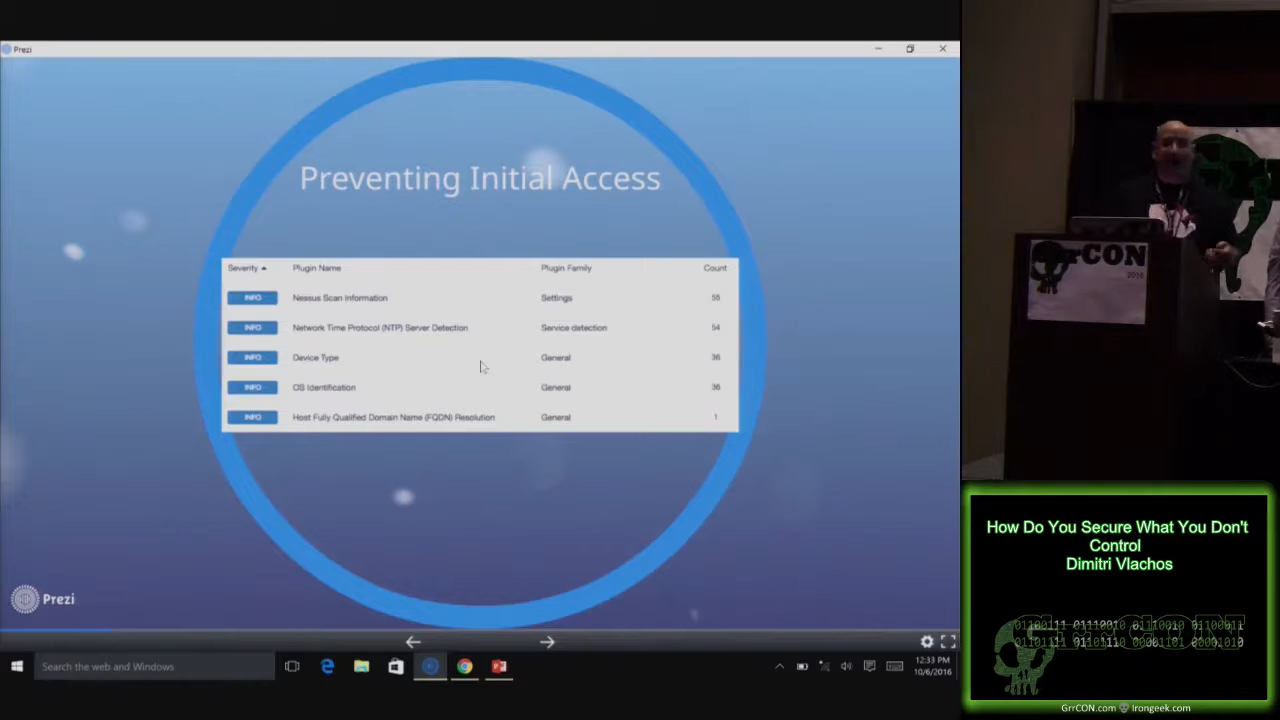 Prezi
Preventing Initial Access
Severity Plugin Name Plugin Family Count
INFO Nessus Scan Information Settings 55
INFO Network Time Protocol (NTP) Server Detection Service detection 54
INFO Device Type General 36
INFO OS Identification General 36
INFO Host Fully Qualified Domain Name (FQDN) Resolution General 1
Prezi
Search the web and Windows
12:33 PM
10/6/2016
GrrCON
2016
How Do You Secure What You Don't
Control
Dimitri Vlachos
GrrCON
GrrCON.com Irongeek.com